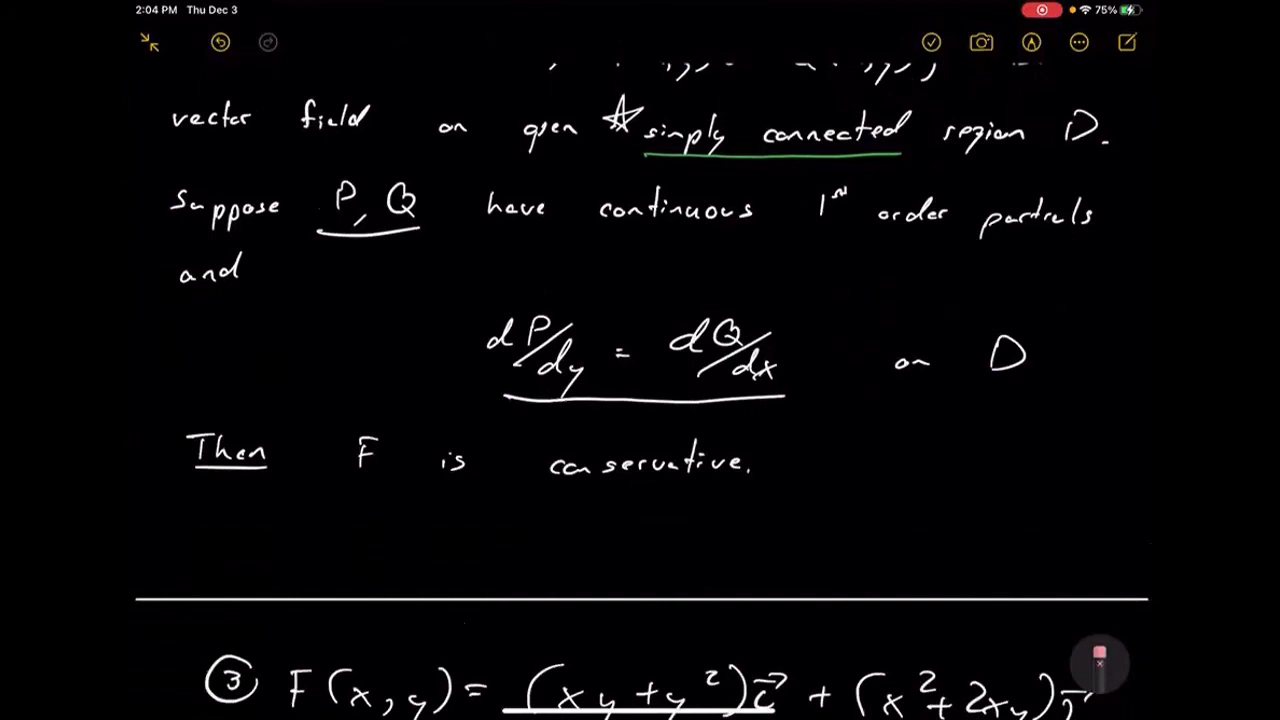 2:04 PM Thu Dec 3 75%
vector field on open ☆ simply connected region D.
Suppose P, Q have continuous 1st order partials
and
dP/dy = dQ/dx on D
Then F is conservative.
③ F(x,y) = (xy + y²)i⃗ + (x² + 2xy)j⃗